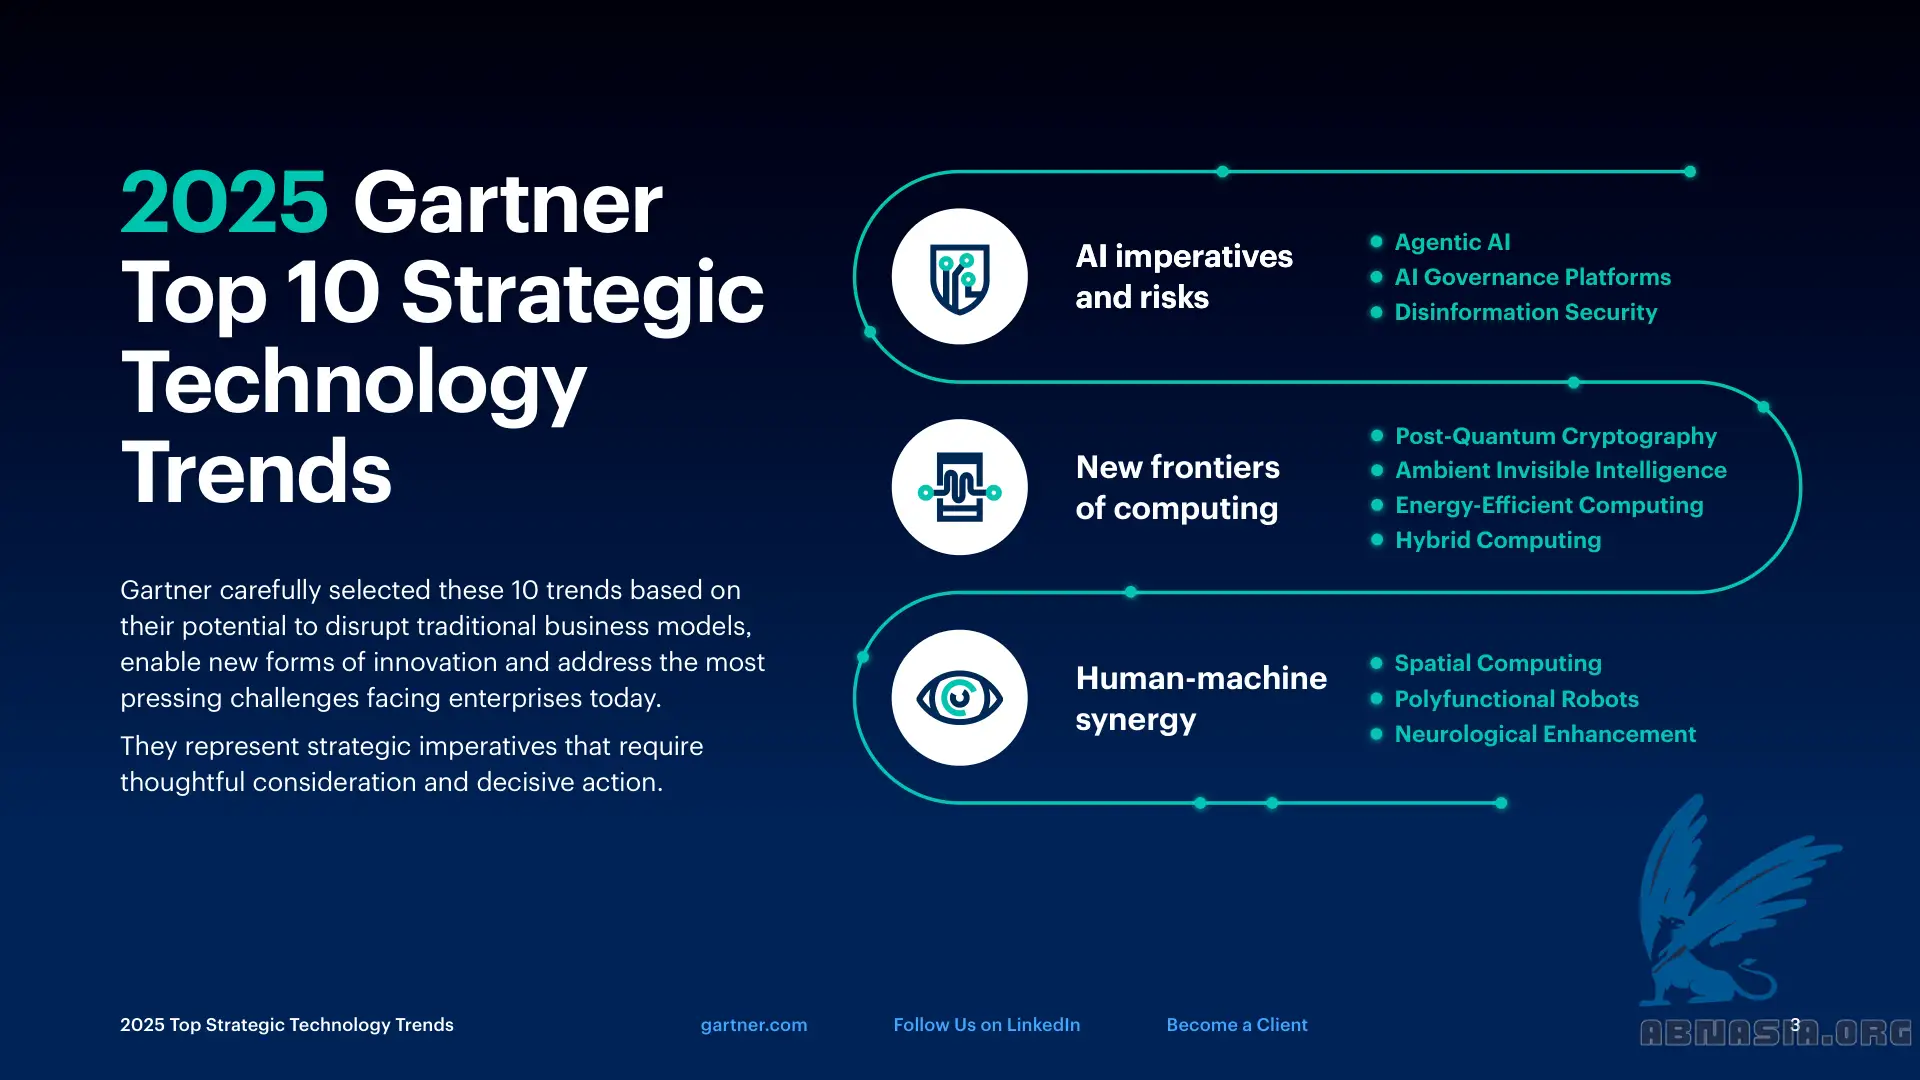 2025 Gartner
Top 10 Strategic
Technology
Trends
Gartner carefully selected these 10 trends based on
their potential to disrupt traditional business models,
enable new forms of innovation and address the most
pressing challenges facing enterprises today.
They represent strategic imperatives that require
thoughtful consideration and decisive action.
AI imperatives
and risks
Agentic AI
AI Governance Platforms
Disinformation Security
New frontiers
of computing
Post-Quantum Cryptography
Ambient Invisible Intelligence
Energy-Efficient Computing
Hybrid Computing
Human-machine
synergy
Spatial Computing
Polyfunctional Robots
Neurological Enhancement
2025 Top Strategic Technology Trends
gartner.com
Follow Us on LinkedIn
Become a Client
3
ABNASIA.ORG